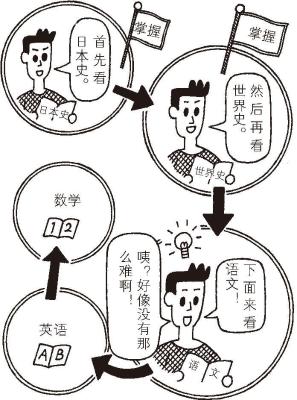 首先看
日本史。
掌握
日本史
掌握
然后再看
世界史。
世界史
下面来看
语文！
咦？好像没有那
么难啊！
语 文
英语
A B
数学
1 2